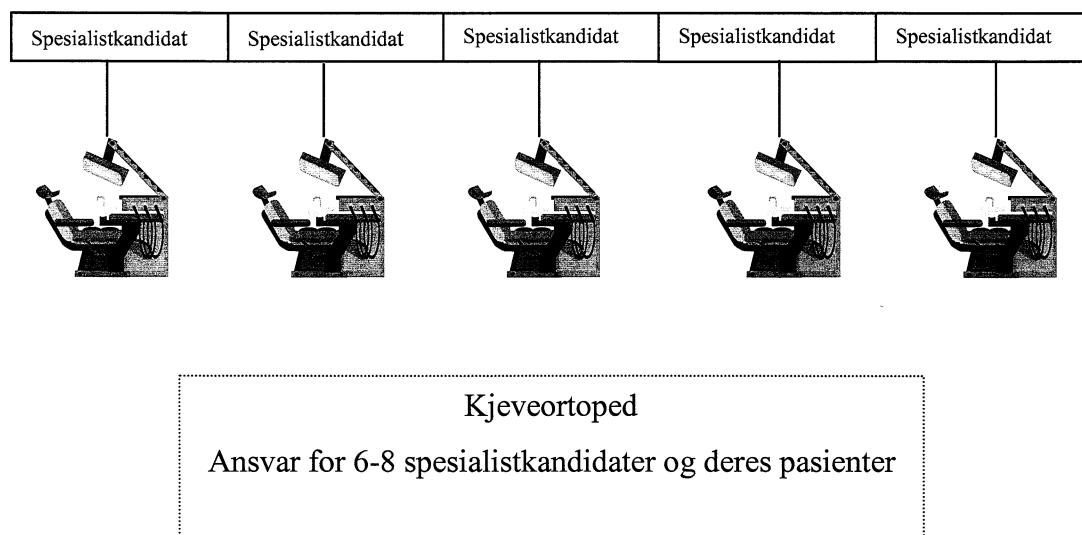 Spesialistkandidat Spesialistkandidat Spesialistkandidat Spesialistkandidat Spesialistkandidat
Kjeveortoped
Ansvar for 6-8 spesialistkandidater og deres pasienter